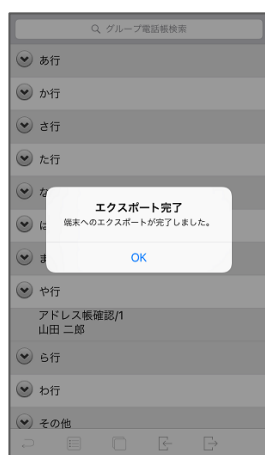 グループ電話帳検索
あ行
か行
さ行
た行
な
エクスポート完了
は
端末へのエクスポートが完了しました。
ま
OK
や行
アドレス帳確認/1
山田 二郎
ら行
わ行
その他